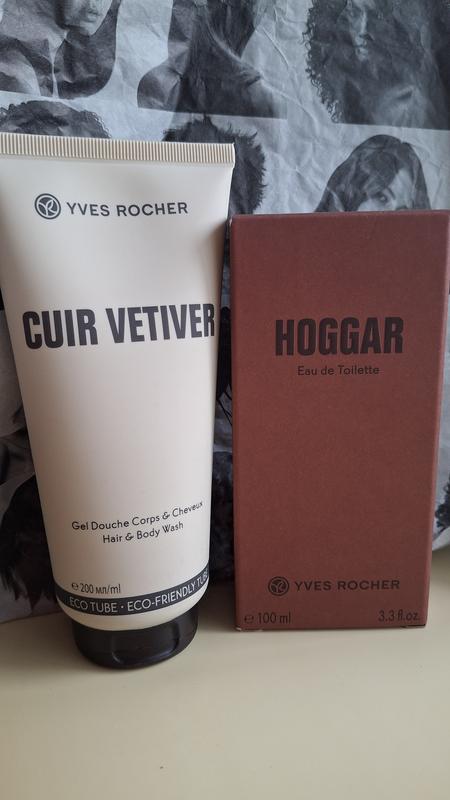 YVES ROCHER
CUIR VETIVER
Gel Douche Corps & Cheveux
Hair & Body Wash
℮ 200 мл/ml
ECO TUBE • ECO-FRIENDLY TUBE
HOGGAR
Eau de Toilette
YVES ROCHER
℮ 100 ml 3.3 fl.oz.